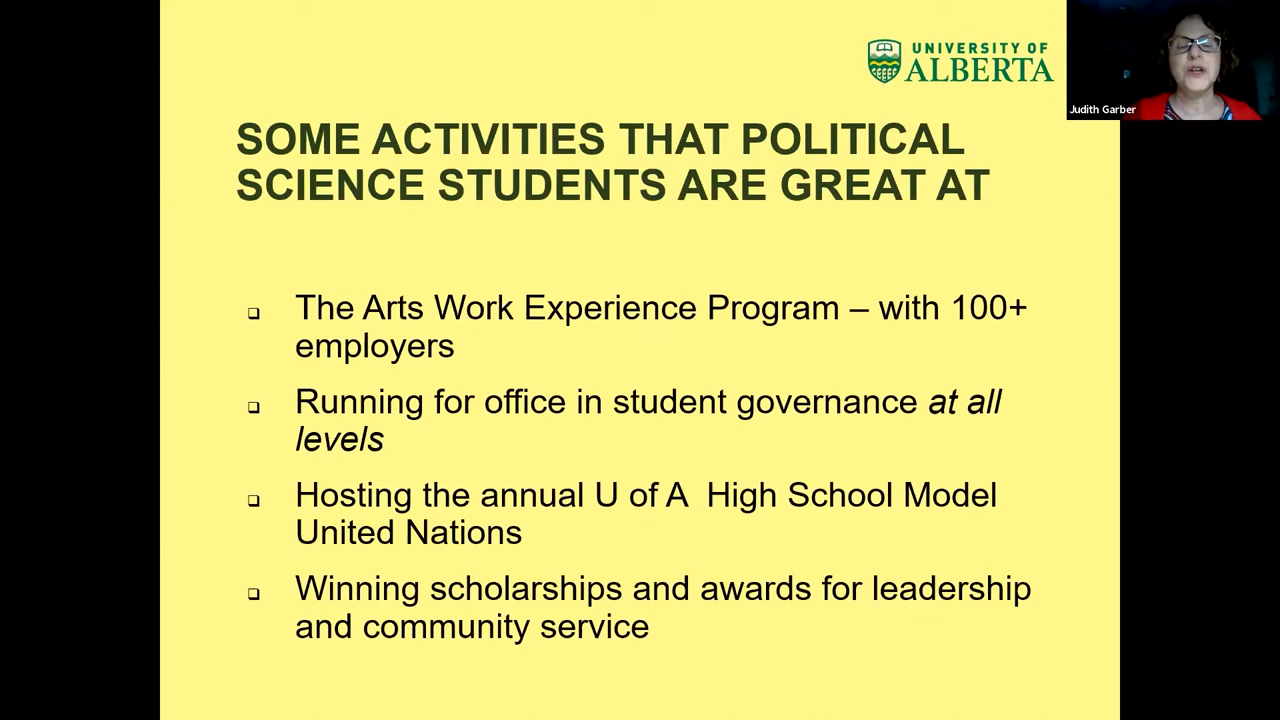 UNIVERSITY OF
ALBERTA
Judith Garber
SOME ACTIVITIES THAT POLITICAL
SCIENCE STUDENTS ARE GREAT AT
The Arts Work Experience Program – with 100+
employers
Running for office in student governance at all
levels
Hosting the annual U of A  High School Model
United Nations
Winning scholarships and awards for leadership
and community service